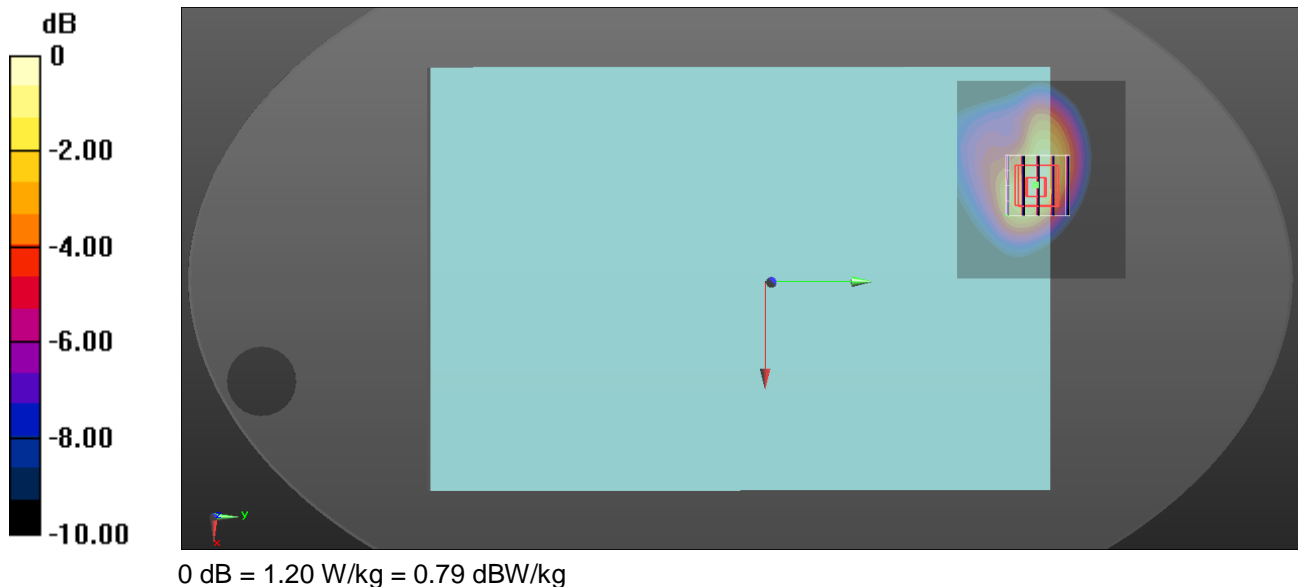 dB
0
-2.00
-4.00
-6.00
-8.00
-10.00
y
x
0 dB = 1.20 W/kg = 0.79 dBW/kg